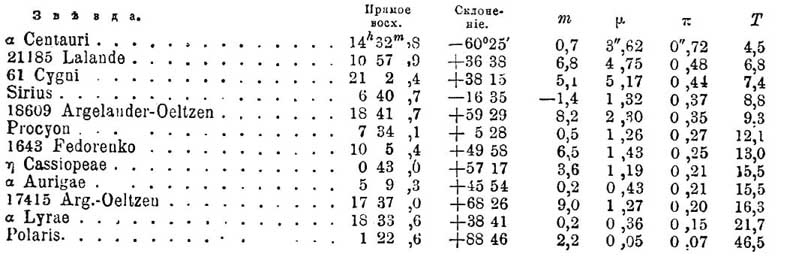 Звѣзда. Прямое восх. Склоненіе. m μ π T
α Centauri 14ʰ 32ᵐ,8 —60°25′ 0,7 3″,62 0″,72 4,5
21185 Lalande 10 57 ,9 +36 38 6,8 4 ,75 0 ,48 6,8
61 Cygni 21 2 ,4 +38 15 5,1 5 ,17 0 ,44 7,4
Sirius 6 40 ,7 —16 35 —1,4 1 ,32 0 ,37 8,8
18609 Argelander-Oeltzen 18 41 ,7 +59 29 8,2 2 ,30 0 ,35 9.3
Procyon 7 34 ,1 + 5 28 0,5 1 ,26 0 ,27 12,1
1643 Fedorenko 10 5 ,4 +49 58 6,5 1 ,43 0 ,25 13,0
η Cassiopeae 0 43 ,0 +57 17 3,6 1 ,19 0 ,21 15,5
α Aurigae 5 9 ,3 +45 54 0,2 0 ,43 0 ,21 15,5
17415 Arg.-Oeltzen 17 37 ,0 +68 26 9,0 1 ,27 0 ,20 16,3
α Lyrae 18 33 ,6 +38 41 0,2 0 ,36 0 ,15 21,7
Polaris. 1 22 ,6 +88 46 2,2 0 ,05 0 .07 46,5